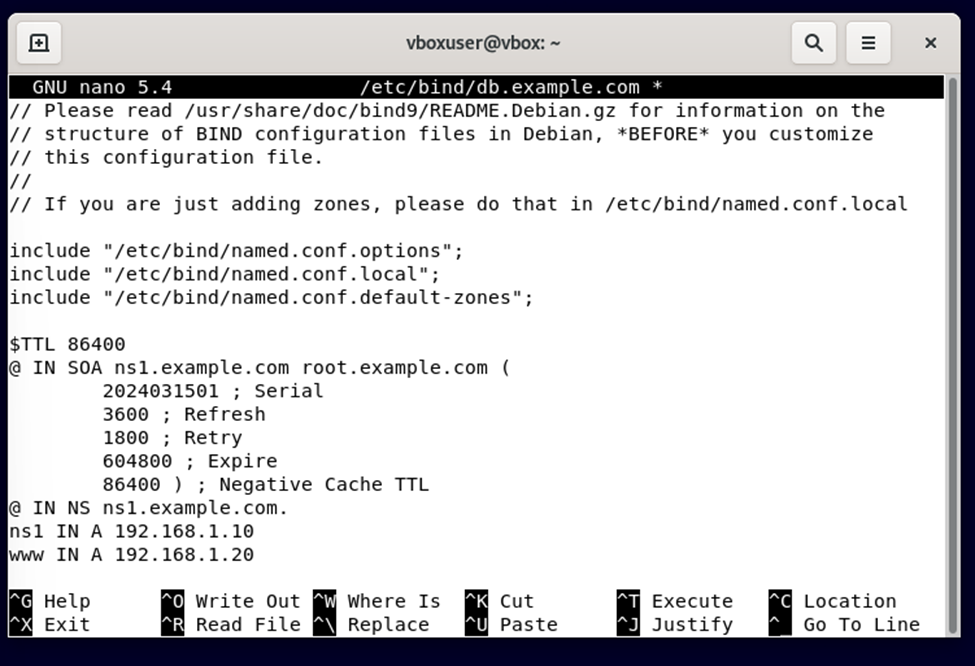 vboxuser@vbox: ~
GNU nano 5.4 /etc/bind/db.example.com *
// Please read /usr/share/doc/bind9/README.Debian.gz for information on the
// structure of BIND configuration files in Debian, *BEFORE* you customize
// this configuration file.
//
// If you are just adding zones, please do that in /etc/bind/named.conf.local
include "/etc/bind/named.conf.options";
include "/etc/bind/named.conf.local";
include "/etc/bind/named.conf.default-zones";
$TTL 86400
@ IN SOA ns1.example.com root.example.com (
2024031501 ; Serial
3600 ; Refresh
1800 ; Retry
604800 ; Expire
86400 ) ; Negative Cache TTL
@ IN NS ns1.example.com.
ns1 IN A 192.168.1.10
www IN A 192.168.1.20
^G Help ^O Write Out ^W Where Is ^K Cut ^T Execute ^C Location
^X Exit ^R Read File ^\ Replace ^U Paste ^J Justify ^_ Go To Line